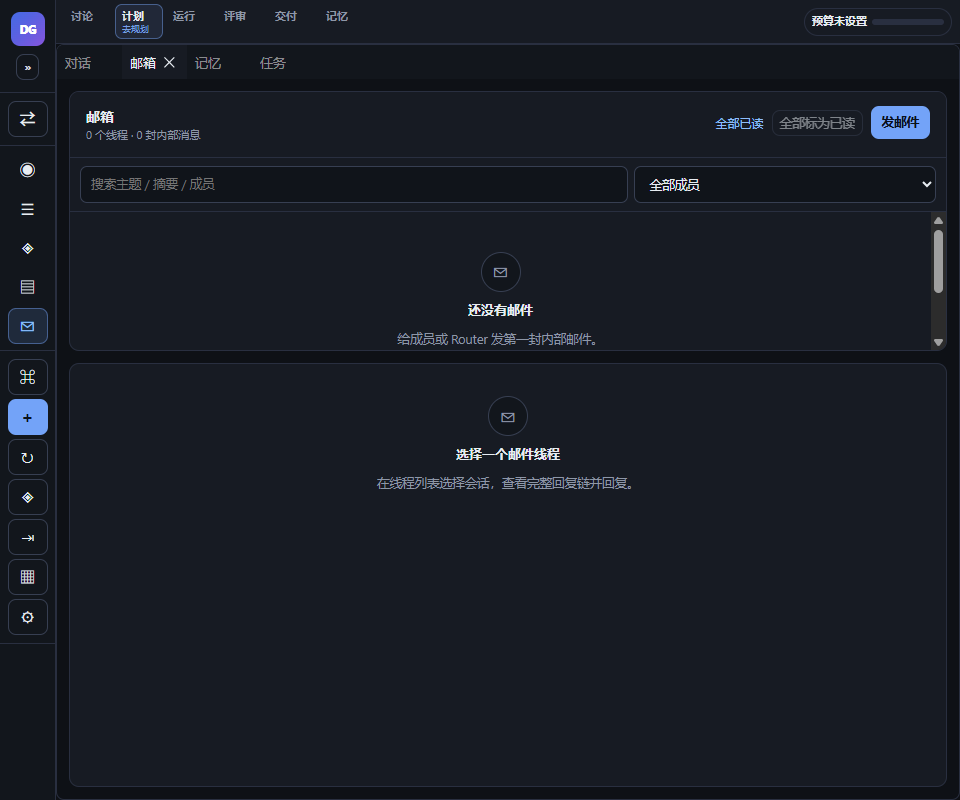 DG
»
讨论
计划
去规划
运行
评审
交付
记忆
预算未设置
对话
邮箱
记忆
任务
邮箱
0 个线程 · 0 封内部消息
全部已读
全部标为已读
发邮件
搜索主题 / 摘要 / 成员
全部成员
还没有邮件
给成员或 Router 发第一封内部邮件。
选择一个邮件线程
在线程列表选择会话，查看完整回复链并回复。